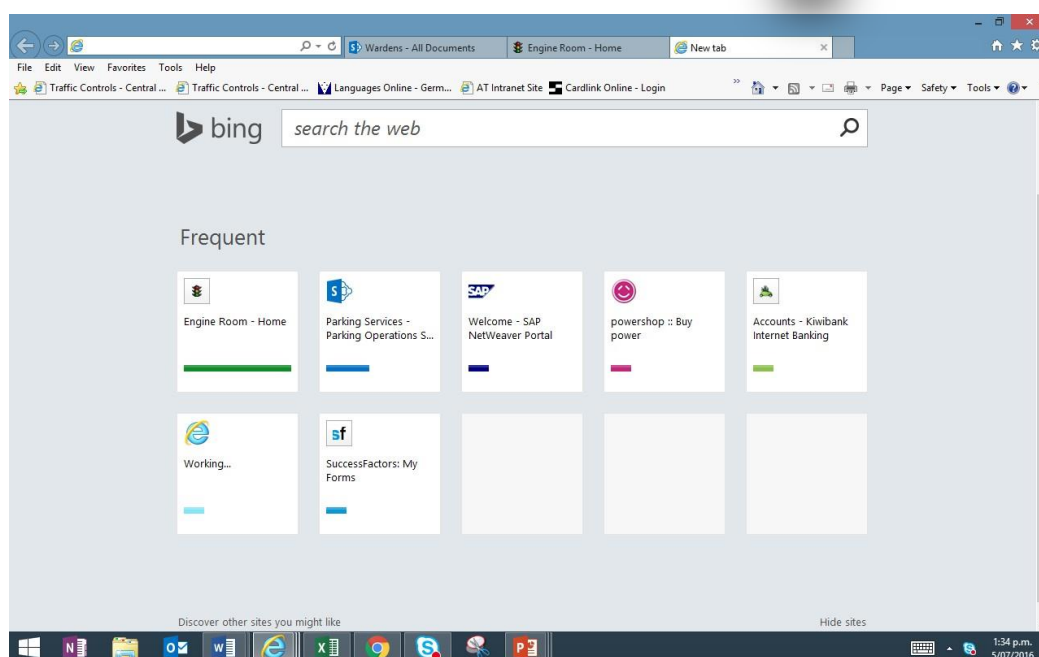 Wardens - All Documents
Engine Room - Home
New tab
File Edit View Favorites Tools Help
Traffic Controls - Central ...
Traffic Controls - Central ...
Languages Online - Germ...
AT Intranet Site
Cardlink Online - Login
Page
Safety
Tools
bing
search the web
Frequent
Engine Room - Home
Parking Services -
Parking Operations S...
Welcome - SAP
NetWeaver Portal
powershop :: Buy
power
Accounts - Kiwibank
Internet Banking
Working...
SuccessFactors: My
Forms
Discover other sites you might like
Hide sites
1:34 p.m.
5/07/2016